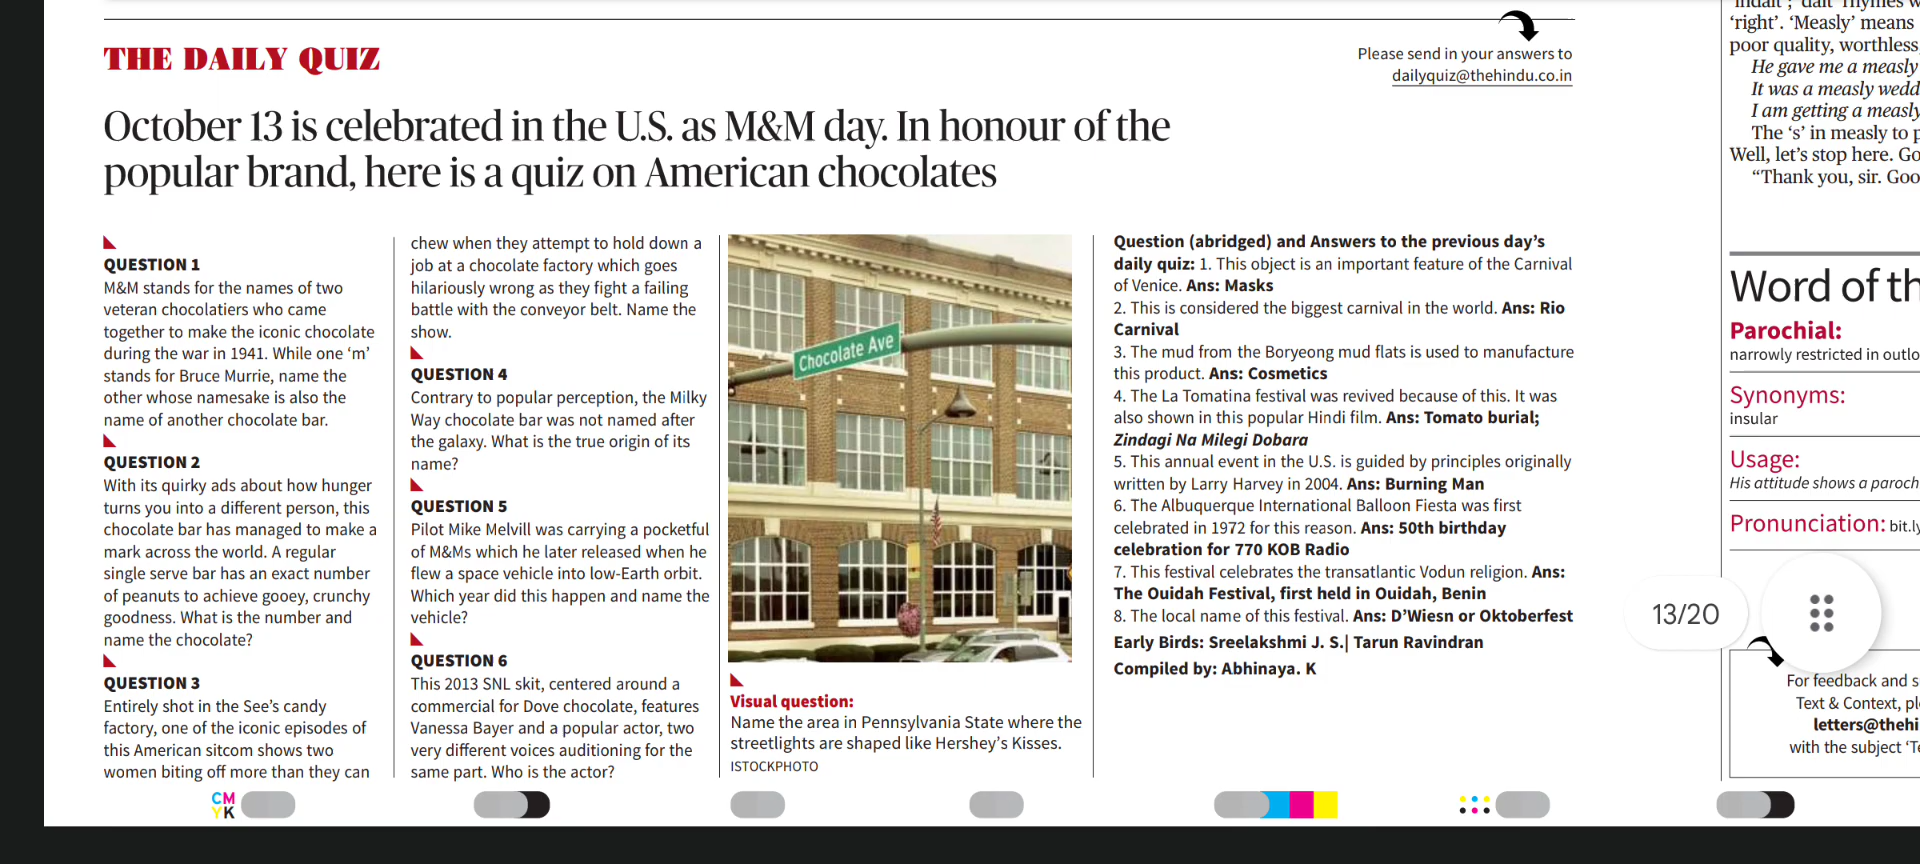 THE DAILY QUIZ
Please send in your answers to
dailyquiz@thehindu.co.in
October 13 is celebrated in the U.S. as M&M day. In honour of the
popular brand, here is a quiz on American chocolates
QUESTION 1
M&M stands for the names of two
veteran chocolatiers who came
together to make the iconic chocolate
during the war in 1941. While one ‘m’
stands for Bruce Murrie, name the
other whose namesake is also the
name of another chocolate bar.
QUESTION 2
With its quirky ads about how hunger
turns you into a different person, this
chocolate bar has managed to make a
mark across the world. A regular
single serve bar has an exact number
of peanuts to achieve gooey, crunchy
goodness. What is the number and
name the chocolate?
QUESTION 3
Entirely shot in the See’s candy
factory, one of the iconic episodes of
this American sitcom shows two
women biting off more than they can
chew when they attempt to hold down a
job at a chocolate factory which goes
hilariously wrong as they fight a failing
battle with the conveyor belt. Name the
show.
QUESTION 4
Contrary to popular perception, the Milky
Way chocolate bar was not named after
the galaxy. What is the true origin of its
name?
QUESTION 5
Pilot Mike Melvill was carrying a pocketful
of M&Ms which he later released when he
flew a space vehicle into low-Earth orbit.
Which year did this happen and name the
vehicle?
QUESTION 6
This 2013 SNL skit, centered around a
commercial for Dove chocolate, features
Vanessa Bayer and a popular actor, two
very different voices auditioning for the
same part. Who is the actor?
Chocolate Ave
Visual question:
Name the area in Pennsylvania State where the
streetlights are shaped like Hershey’s Kisses.
ISTOCKPHOTO
Question (abridged) and Answers to the previous day’s
daily quiz: 1. This object is an important feature of the Carnival
of Venice. Ans: Masks
2. This is considered the biggest carnival in the world. Ans: Rio
Carnival
3. The mud from the Boryeong mud flats is used to manufacture
this product. Ans: Cosmetics
4. The La Tomatina festival was revived because of this. It was
also shown in this popular Hindi film. Ans: Tomato burial;
Zindagi Na Milegi Dobara
5. This annual event in the U.S. is guided by principles originally
written by Larry Harvey in 2004. Ans: Burning Man
6. The Albuquerque International Balloon Fiesta was first
celebrated in 1972 for this reason. Ans: 50th birthday
celebration for 770 KOB Radio
7. This festival celebrates the transatlantic Vodun religion. Ans:
The Ouidah Festival, first held in Ouidah, Benin
8. The local name of this festival. Ans: D’Wiesn or Oktoberfest
Early Birds: Sreelakshmi J. S.| Tarun Ravindran
Compiled by: Abhinaya. K
‘right’. ‘Measly’ means
poor quality, worthless,
He gave me a measly
It was a measly wedd
I am getting a measly
The ‘s’ in measly to p
Well, let’s stop here. Go
“Thank you, sir. Goo
Word of th
Parochial:
narrowly restricted in outlo
Synonyms:
insular
Usage:
His attitude shows a paroch
Pronunciation: bit.ly
13/20
For feedback and s
Text & Context, pl
letters@thehi
with the subject ‘Te
CM
YK